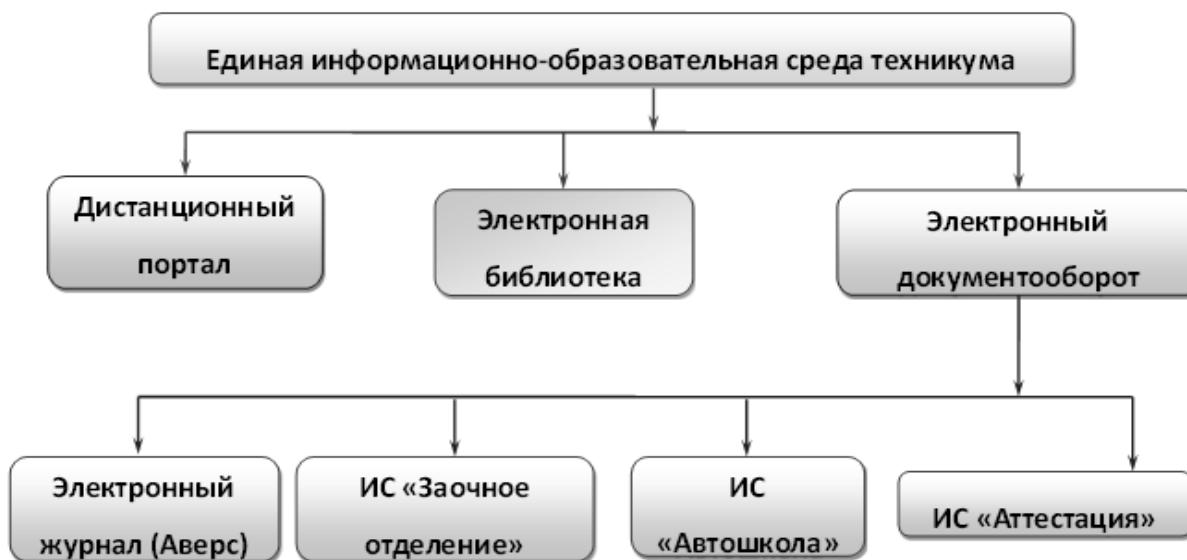 Единая информационно-образовательная среда техникума
Дистанционный
портал
Электронная
библиотека
Электронный
документооборот
Электронный
журнал (Аверс)
ИС «Заочное
отделение»
ИС
«Автошкола»
ИС «Аттестация»